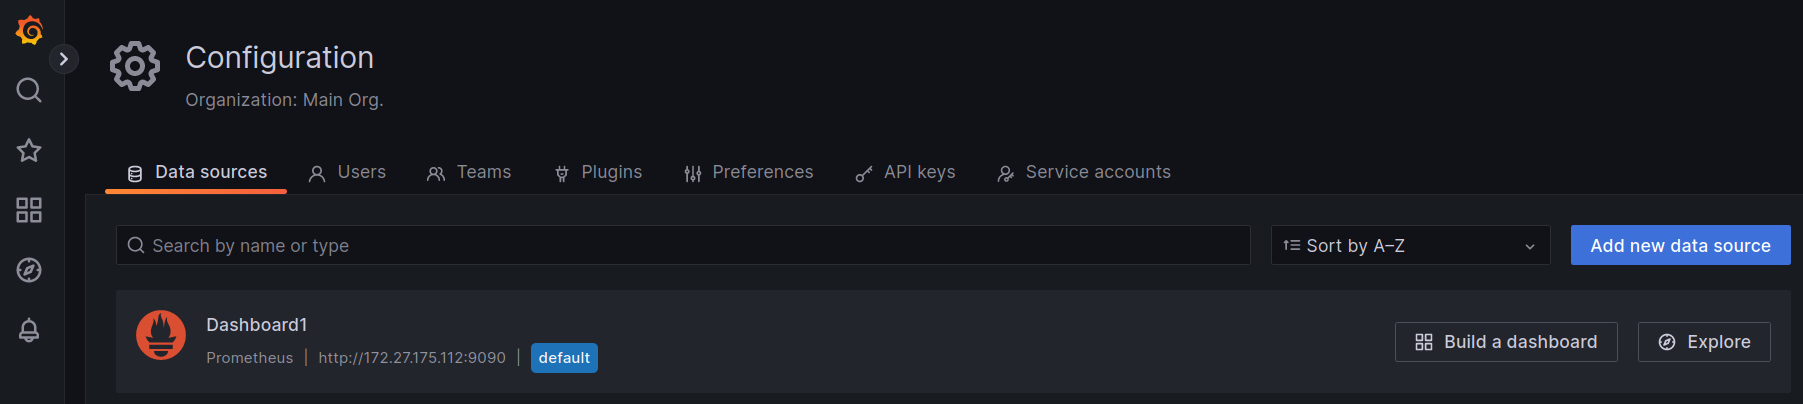 Configuration
Organization: Main Org.
Data sources Users Teams Plugins Preferences API keys Service accounts
Search by name or type Sort by A–Z Add new data source
Dashboard1
Prometheus | http://172.27.175.112:9090 | default
Build a dashboard Explore